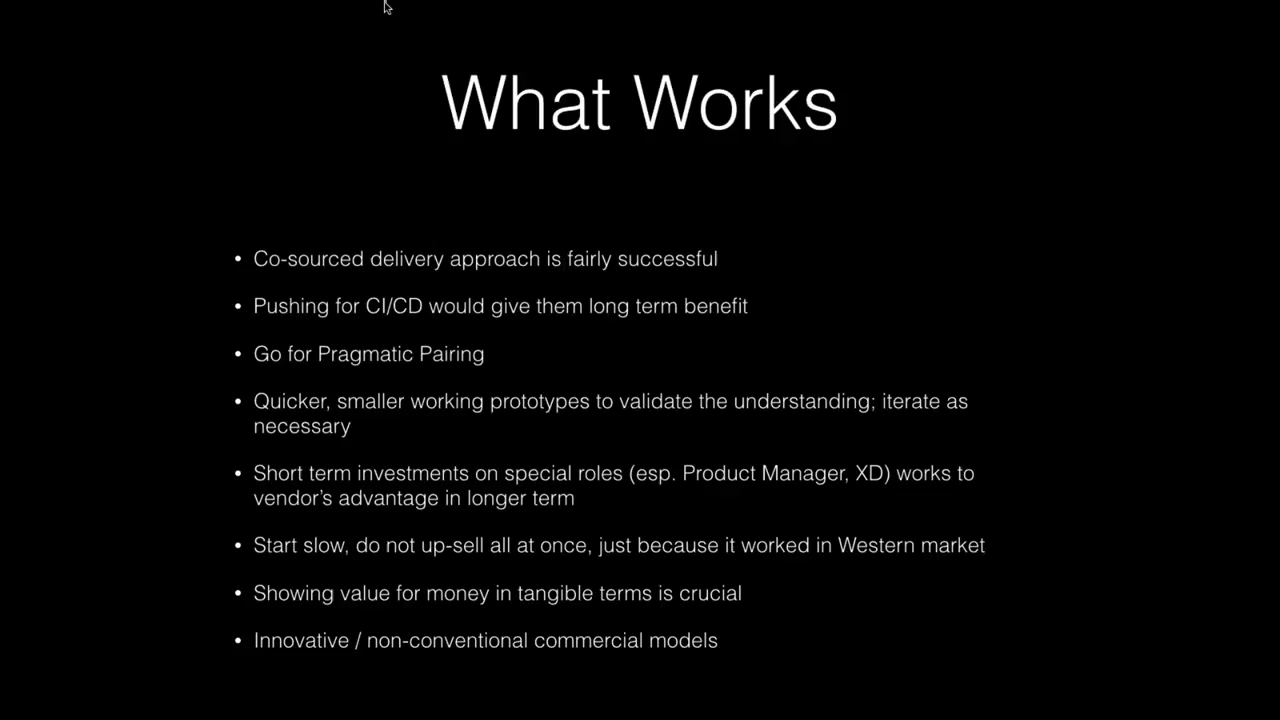 What Works
• Co-sourced delivery approach is fairly successful
• Pushing for CI/CD would give them long term benefit
• Go for Pragmatic Pairing
• Quicker, smaller working prototypes to validate the understanding; iterate as
necessary
• Short term investments on special roles (esp. Product Manager, XD) works to
vendor’s advantage in longer term
• Start slow, do not up-sell all at once, just because it worked in Western market
• Showing value for money in tangible terms is crucial
• Innovative / non-conventional commercial models